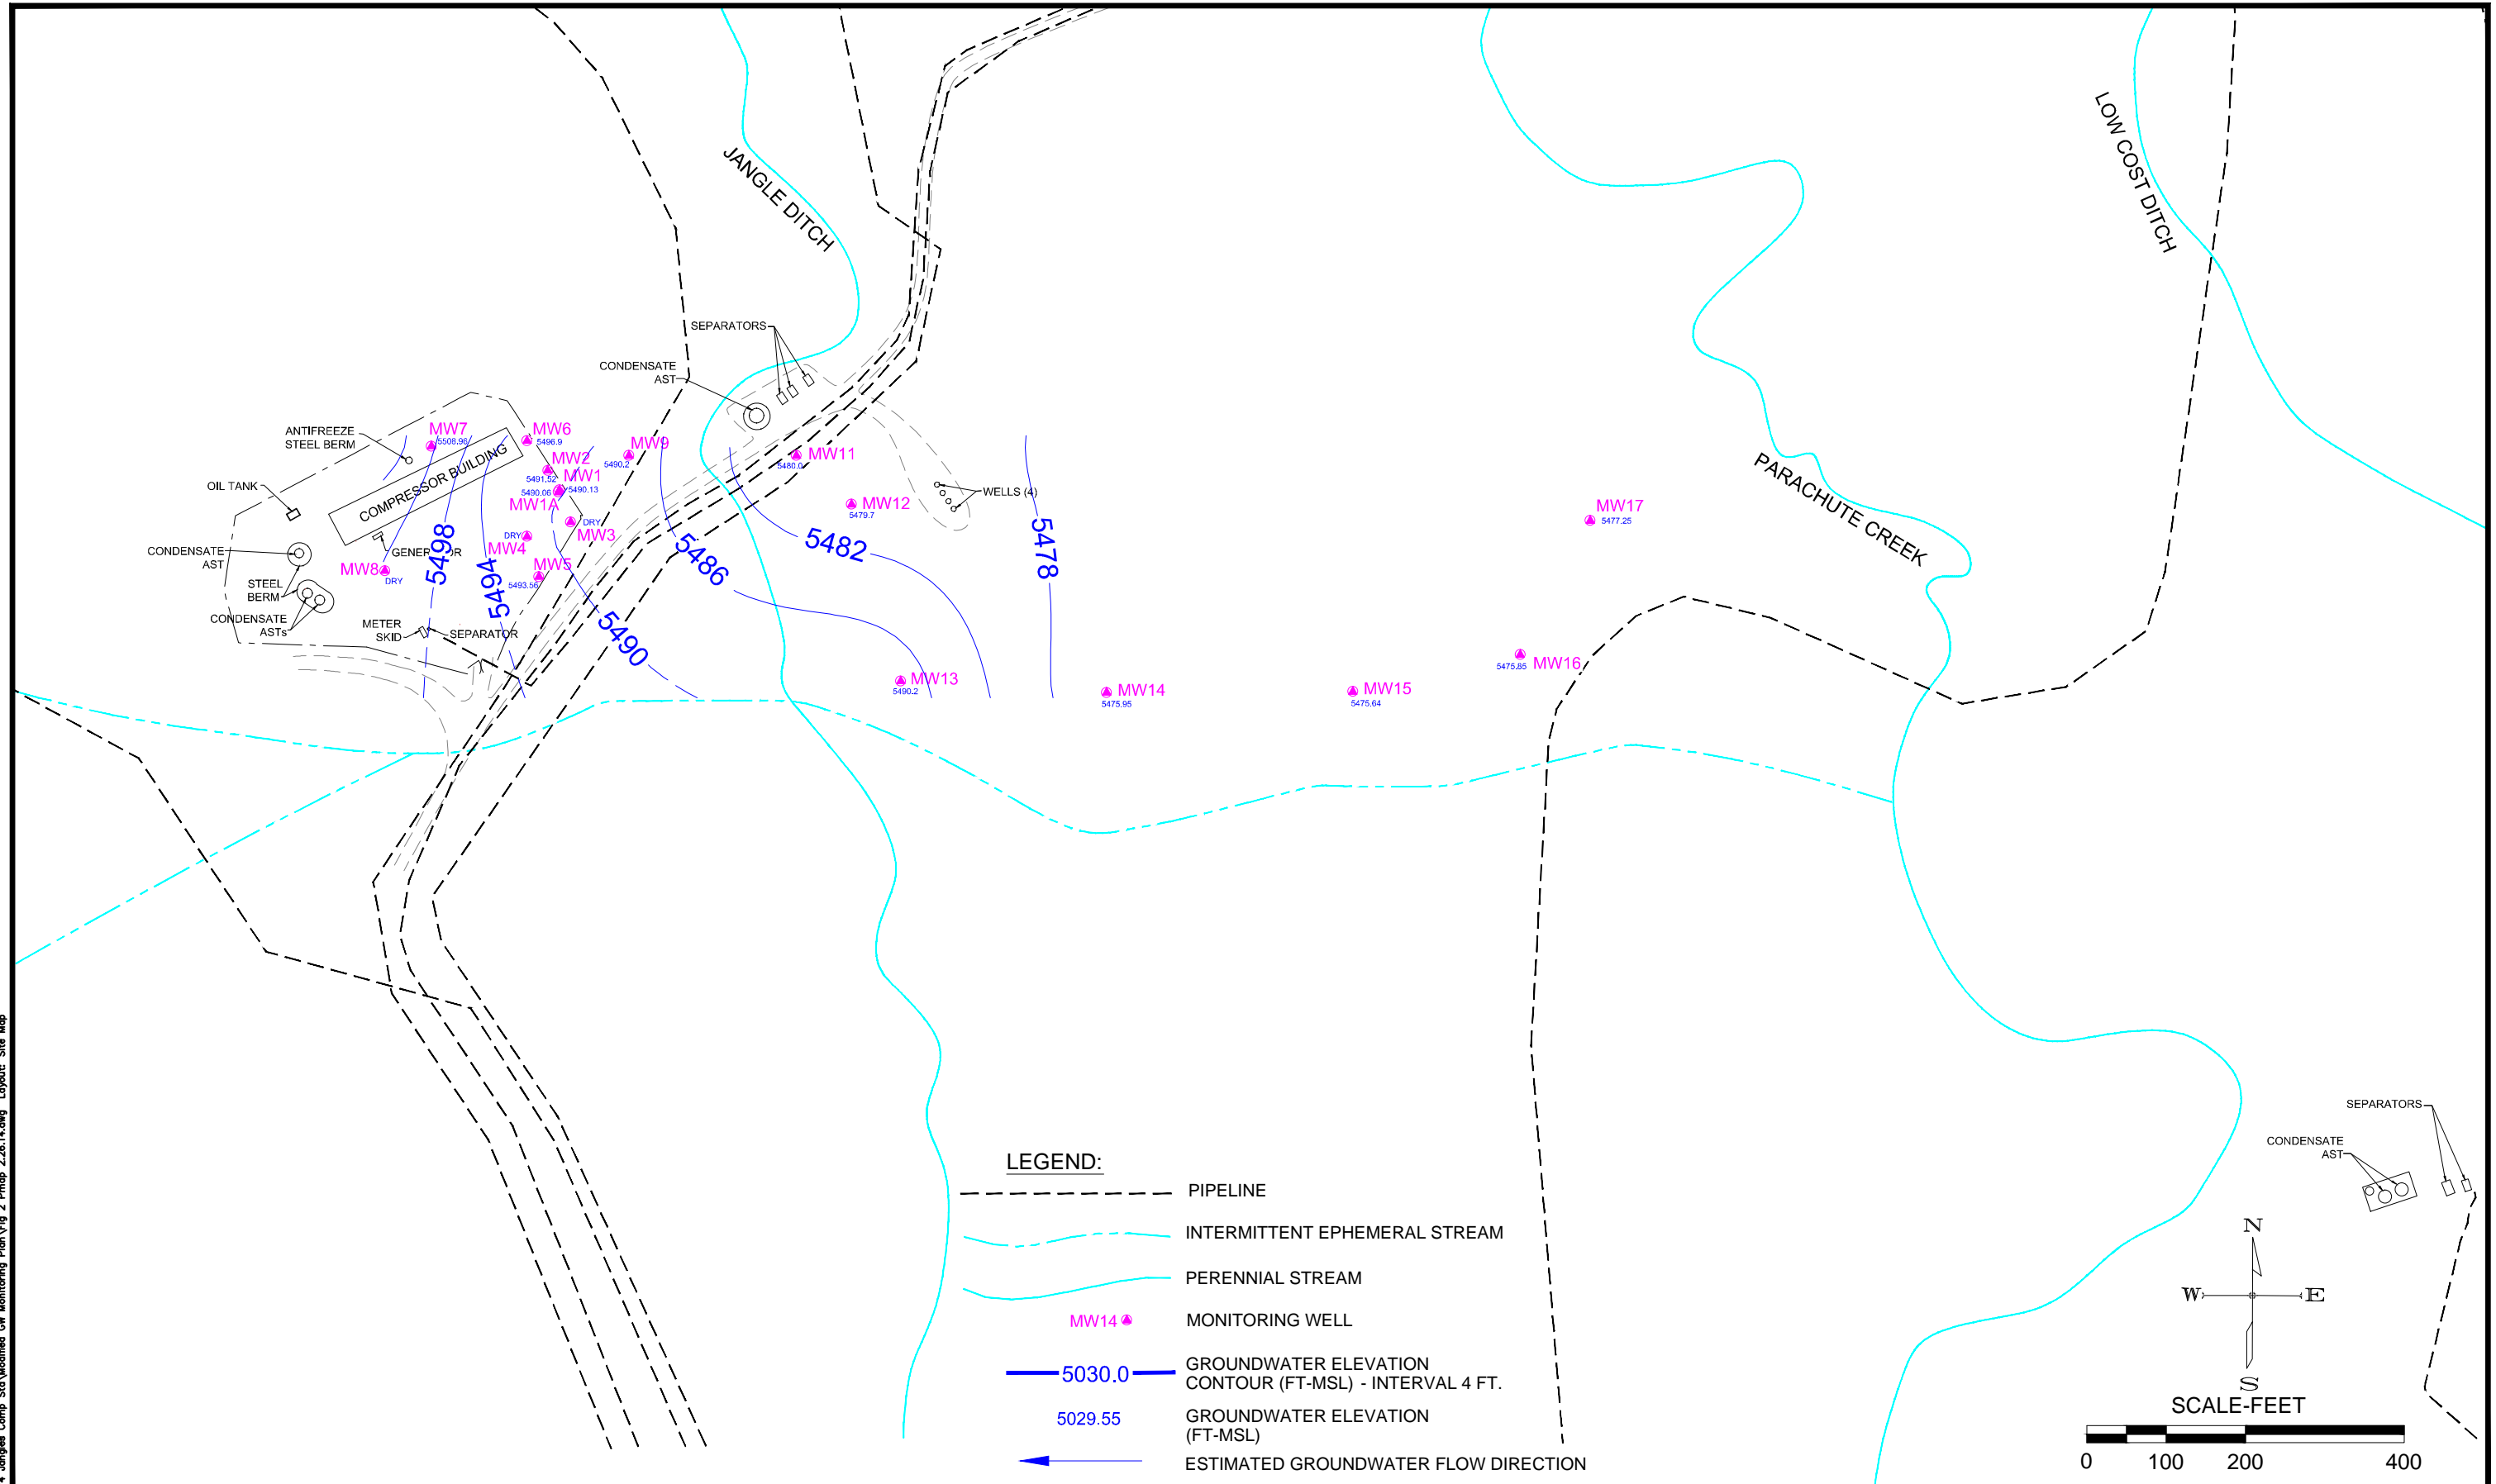 JANGLE DITCH
LOW COST DITCH
SEPARATORS
CONDENSATE
AST
ANTIFREEZE
STEEL BERM
MW7
5508.96
MW6
5496.9
MW9
5490.2
MW2
5491.52
MW1
5490.13
5490.06
MW1A
MW11
5480.0
COMPRESSOR BUILDING
OIL TANK
WELLS (4)
MW12
5479.7
PARACHUTE CREEK
MW17
5477.25
DRY
MW3
DRY
MW4
CONDENSATE
AST
5498
5494
5486
5482
5478
MW8
DRY
MW5
5493.56
STEEL
BERM
CONDENSATE
ASTs
METER
SKID
SEPARATOR
5490
MW13
5490.2
MW14
5475.95
MW15
5475.64
MW16
5475.85
LEGEND:
PIPELINE
INTERMITTENT EPHEMERAL STREAM
PERENNIAL STREAM
MW14
MONITORING WELL
5030.0
GROUNDWATER ELEVATION
CONTOUR (FT-MSL) - INTERVAL 4 FT.
5029.55
GROUNDWATER ELEVATION
(FT-MSL)
ESTIMATED GROUNDWATER FLOW DIRECTION
SEPARATORS
CONDENSATE
AST
N
W
E
S
SCALE-FEET
0 100 200 400